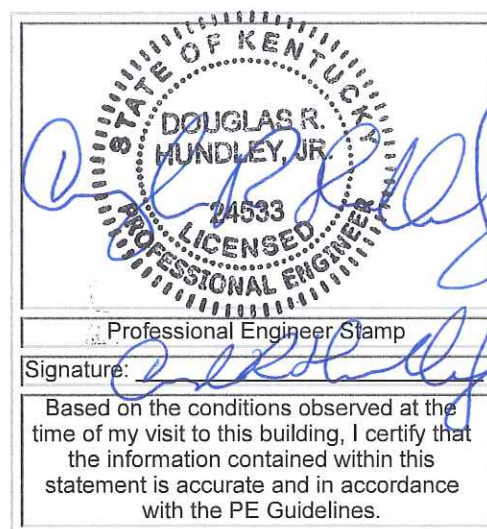 STATE OF KENTUCKY
DOUGLAS R.
HUNDLEY, JR.
24533
LICENSED
PROFESSIONAL ENGINEER
Professional Engineer Stamp
Signature:
Based on the conditions observed at the
time of my visit to this building, I certify that
the information contained within this
statement is accurate and in accordance
with the PE Guidelines.